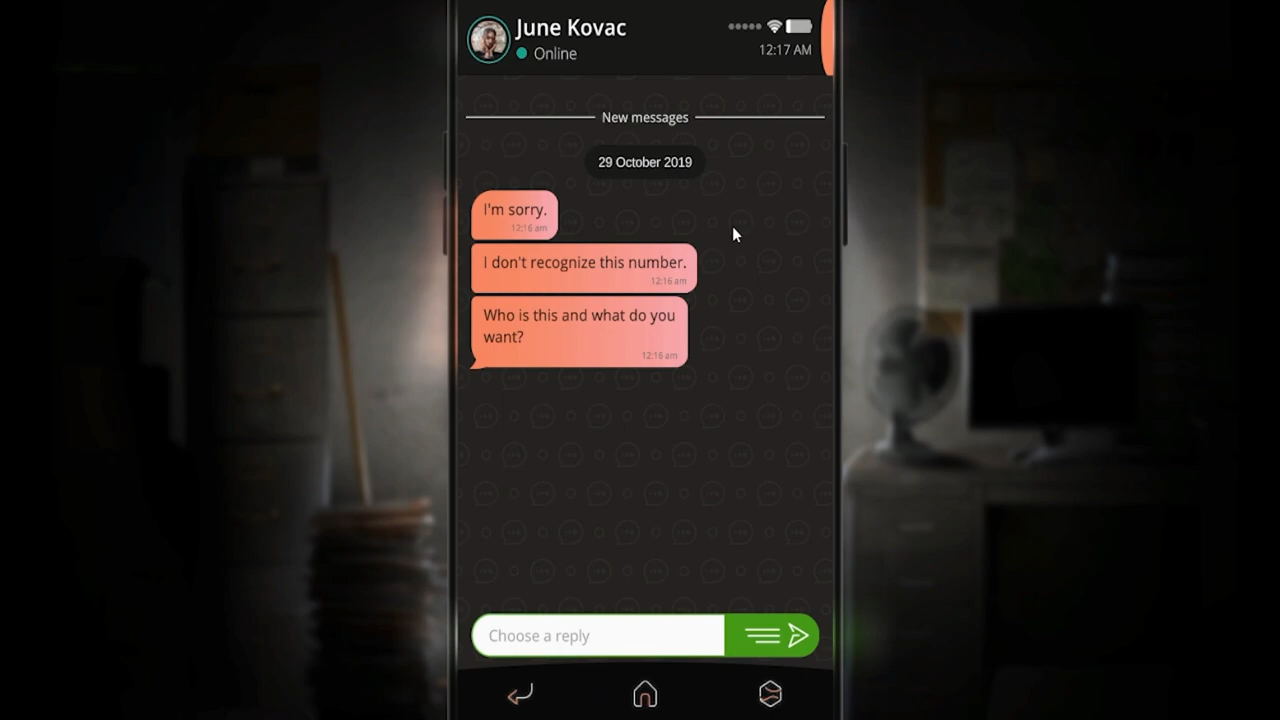 June Kovac
Online
12:17 AM
New messages
29 October 2019
I'm sorry.
12:16 am
I don't recognize this number.
12:16 am
Who is this and what do you
want?
12:16 am
Choose a reply